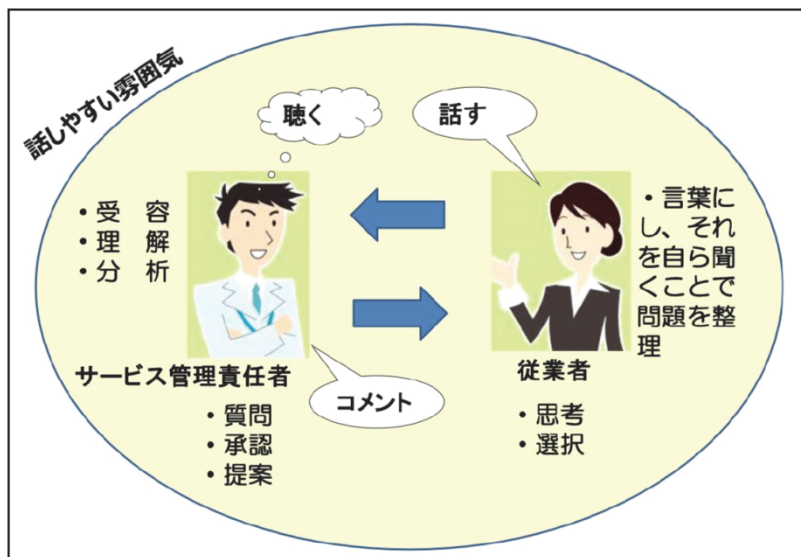 話しやすい雰囲気
聴く
話す
・受　容
・理　解
・分　析
・言葉に
し、それ
を自ら聞
くことで
問題を整
理
サービス管理責任者
従業者
コメント
・質問
・承認
・提案
・思考
・選択